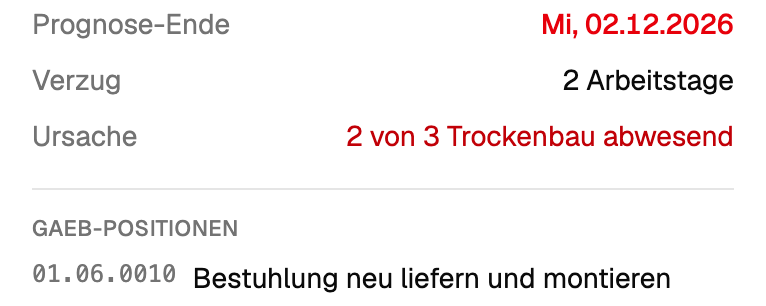 Prognose-Ende Mi, 02.12.2026
Verzug 2 Arbeitstage
Ursache 2 von 3 Trockenbau abwesend
GAEB-POSITIONEN
01.06.0010 Bestuhlung neu liefern und montieren